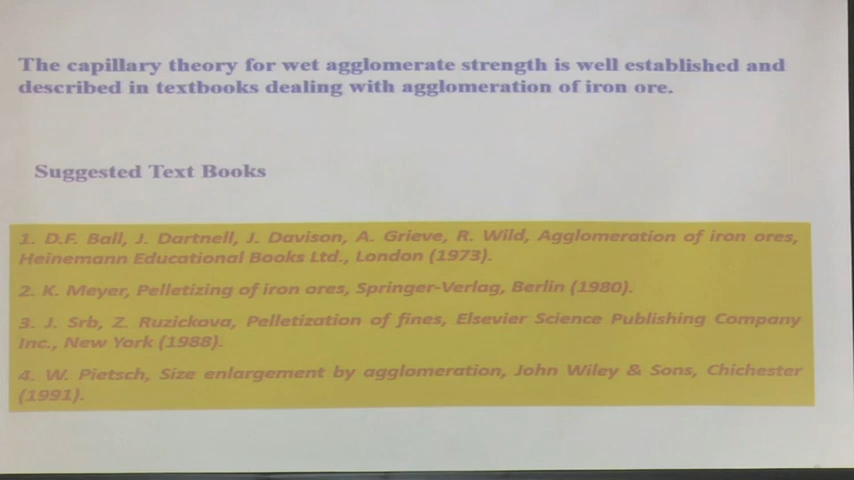 The capillary theory for wet agglomerate strength is well established and
described in textbooks dealing with agglomeration of iron ore.
Suggested Text Books
1. D.F. Ball, J. Dartnell, J. Davison, A. Grieve, R. Wild, Agglomeration of iron ores,
Heinemann Educational Books Ltd., London (1973).
2. K. Meyer, Pelletizing of iron ores, Springer-Verlag, Berlin (1980).
3. J. Srb, Z. Ruzickova, Pelletization of fines, Elsevier Science Publishing Company
Inc., New York (1988).
4. W. Pietsch, Size enlargement by agglomeration, John Wiley & Sons, Chichester
(1991).